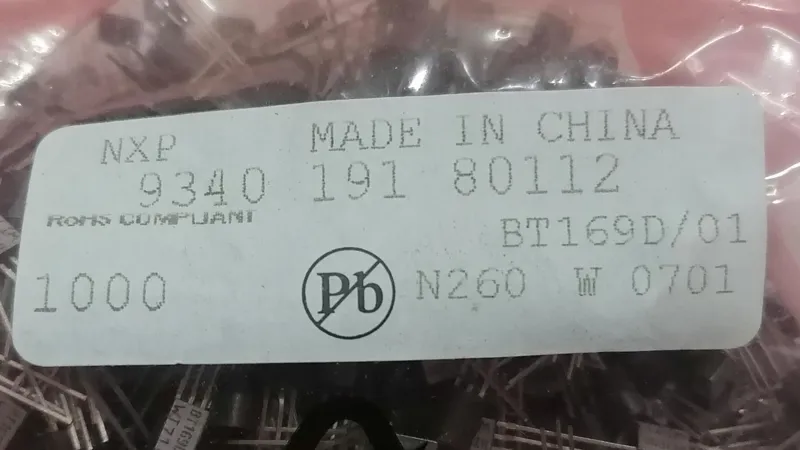 NXP MADE IN CHINA
9340 191 80112
RoHS COMPLIANT
BT169D/01
1000 Pb N260 W 0701